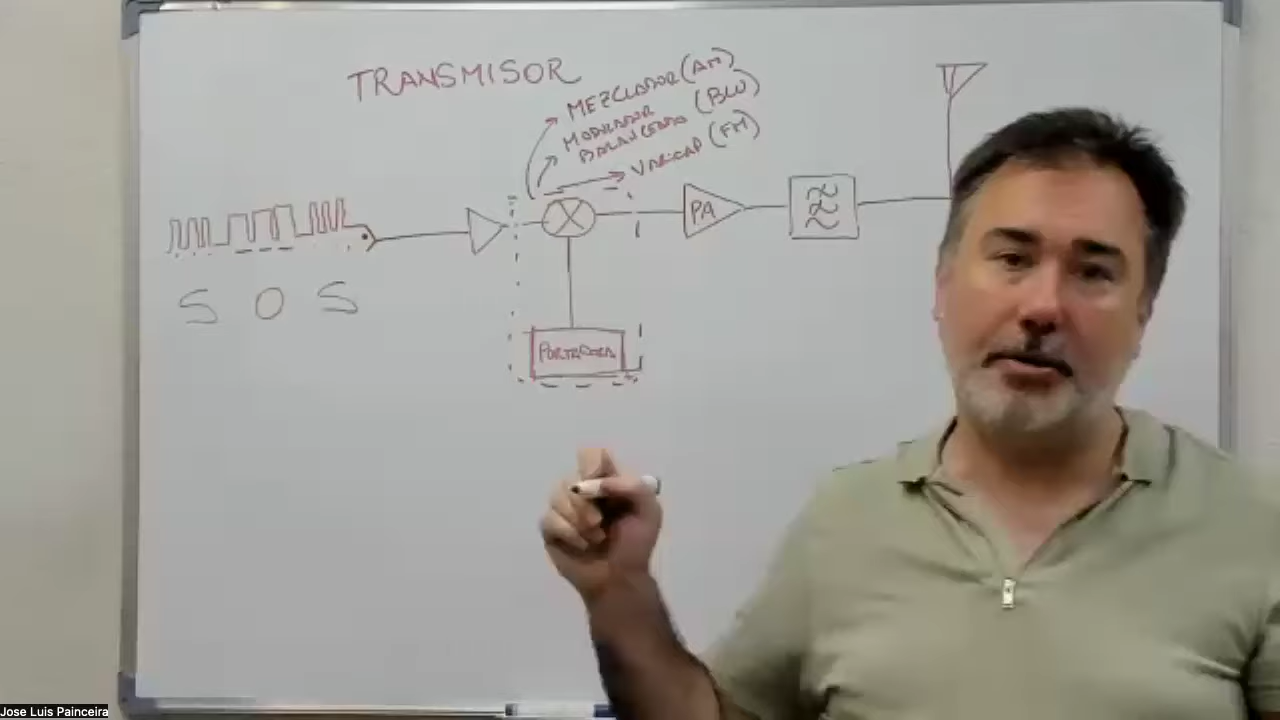 TRANSMISOR
MEZCLADOR (AM)
MODULADOR (BLU)
BALANCEADO
VARICAP (FM)
PA
S O S
PORTADORA
Jose Luis Painceira